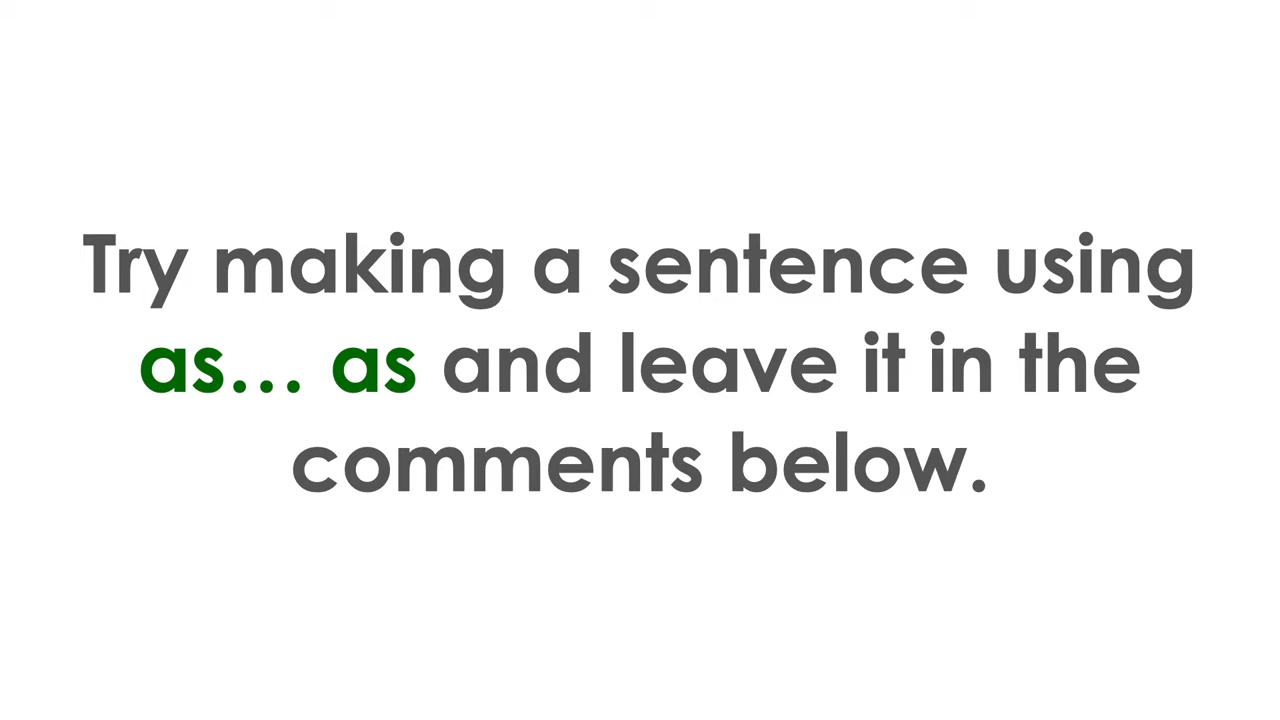 Try making a sentence using
as… as and leave it in the
comments below.